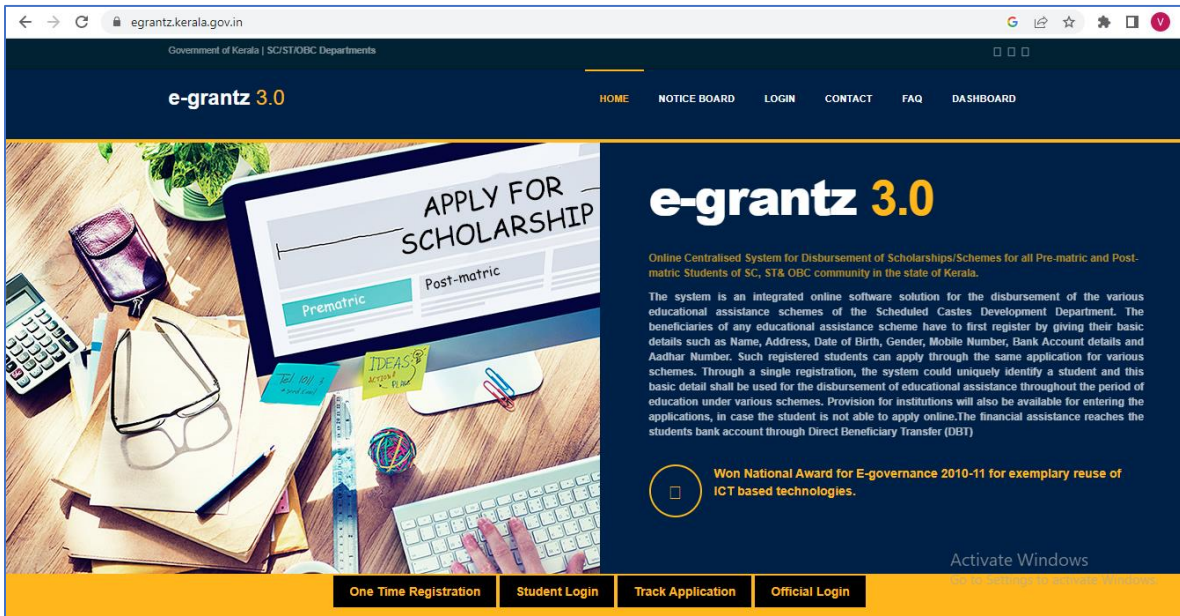 egrantz.kerala.gov.in
G
V
Government of Kerala | SC/ST/OBC Departments
e-grantz 3.0
HOME NOTICE BOARD LOGIN CONTACT FAQ DASHBOARD
APPLY FOR
SCHOLARSHIP
Prematric
Post-matric
IDEAS
e-grantz 3.0
Online Centralised System for Disbursement of Scholarships/Schemes for all Pre-matric and Post-
matric Students of SC, ST& OBC community in the state of Kerala.
The system is an integrated online software solution for the disbursement of the various
educational assistance schemes of the Scheduled Castes Development Department. The
beneficiaries of any educational assistance scheme have to first register by giving their basic
details such as Name, Address, Date of Birth, Gender, Mobile Number, Bank Account details and
Aadhar Number. Such registered students can apply through the same application for various
schemes. Through a single registration, the system could uniquely identify a student and this
basic detail shall be used for the disbursement of educational assistance throughout the period of
education under various schemes. Provision for institutions will also be available for entering the
applications, in case the student is not able to apply online.The financial assistance reaches the
students bank account through Direct Beneficiary Transfer (DBT)
Won National Award for E-governance 2010-11 for exemplary reuse of
ICT based technologies.
Activate Windows
Go to Settings to activate Windows.
One Time Registration Student Login Track Application Official Login